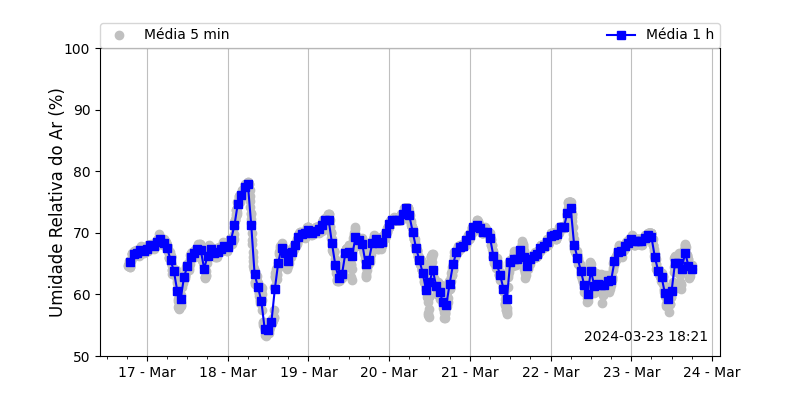 Média 5 min Média 1 h
Umidade Relativa do Ar (%)
100
90
80
70
60
50
2024-03-23 18:21
17 - Mar 18 - Mar 19 - Mar 20 - Mar 21 - Mar 22 - Mar 23 - Mar 24 - Mar